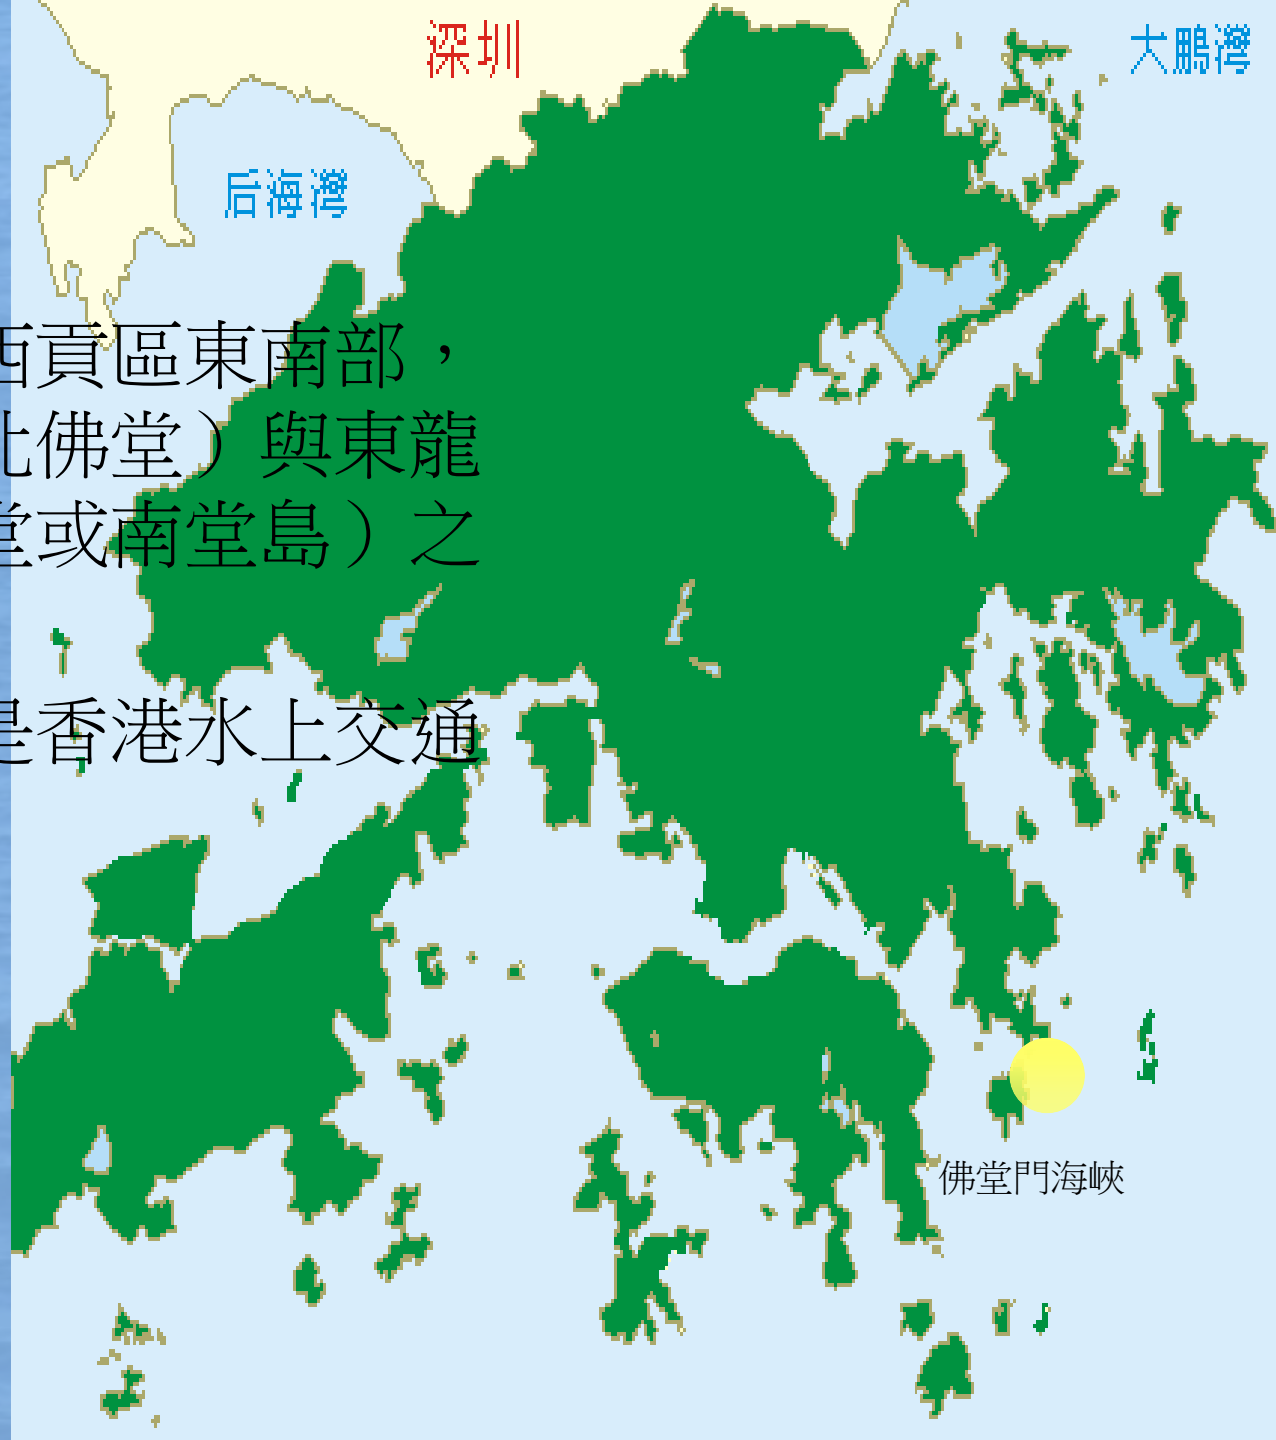 深圳
大鵬灣
后海灣
西貢區東南部，
北佛堂）與東龍
堂或南堂島）之
是香港水上交通
佛堂門海峽